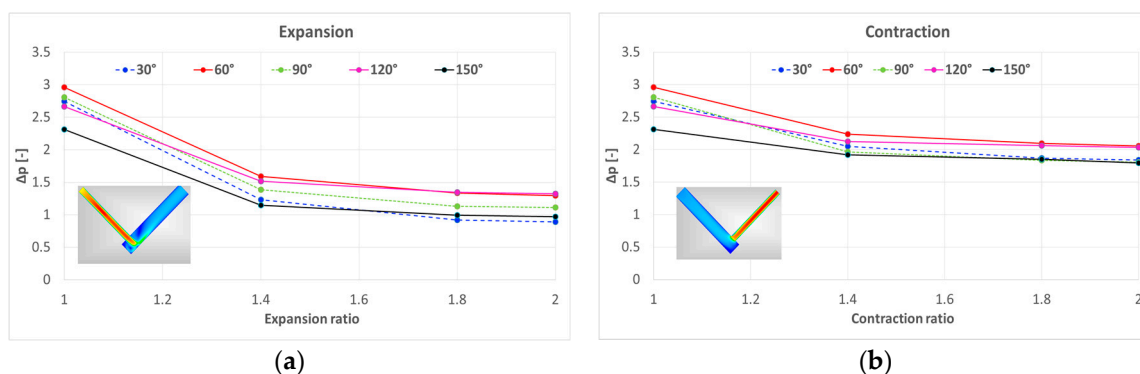 Expansion
3.5
30° 60° 90° 120° 150°
3
2.5
2
1.5
1
0.5
0
Δp [-]
1 1.2 1.4 1.6 1.8 2
Expansion ratio
(a)
Contraction
3.5
30° 60° 90° 120° 150°
3
2.5
2
1.5
1
0.5
0
Δp [-]
1 1.2 1.4 1.6 1.8 2
Contraction ratio
(b)